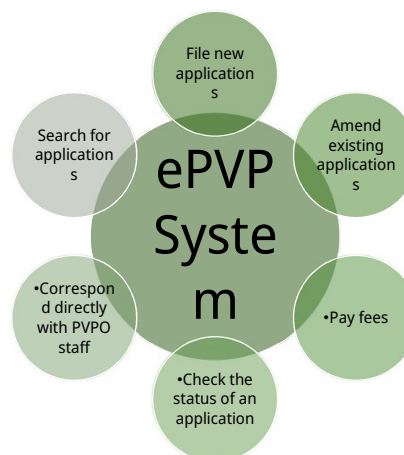 File new
application
s
Amend
existing
application
s
•Pay fees
•Check the
status of an
application
•Correspon
d directly
with PVPO
staff
Search for
application
s
ePVP
Syste
m